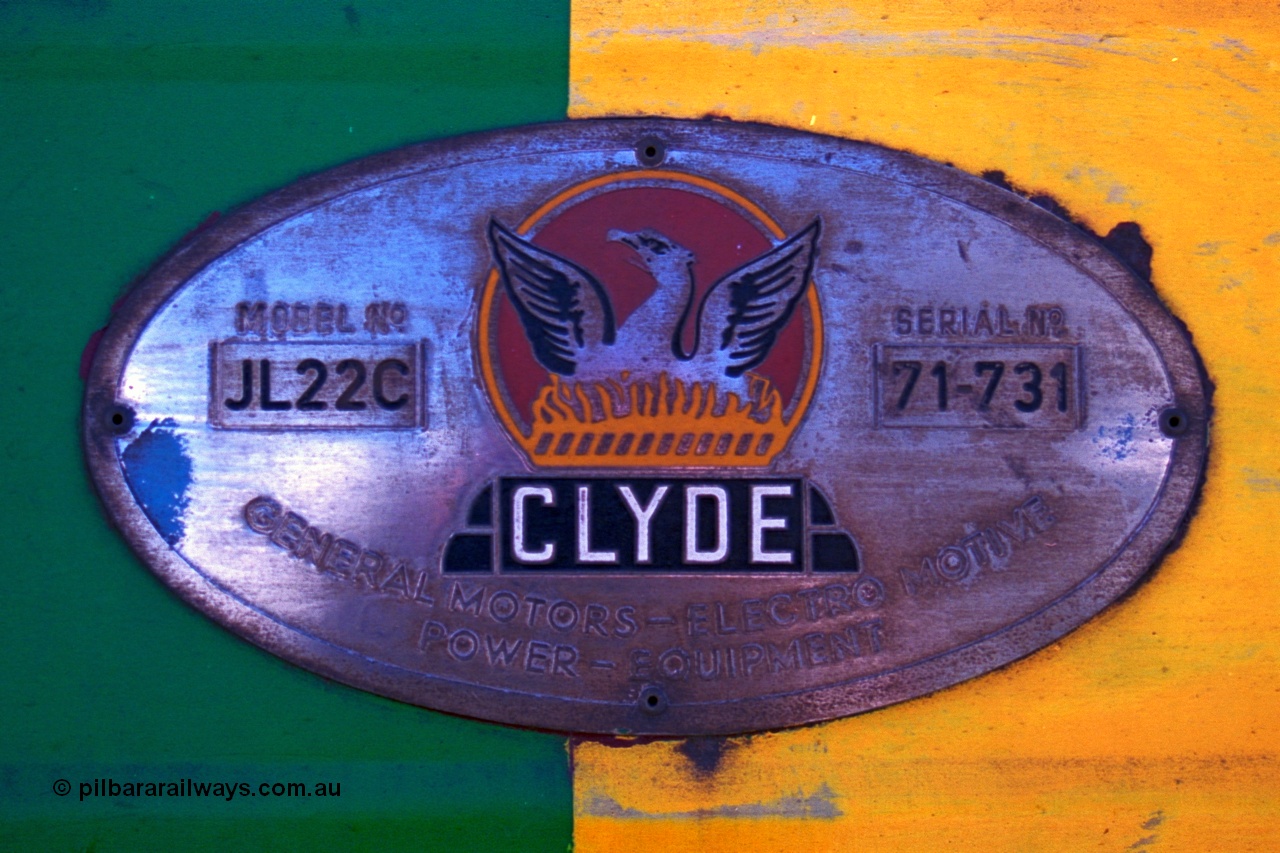 MODEL Nº
JL22C
SERIAL Nº
71-731
CLYDE
GENERAL MOTORS – ELECTRO MOTIVE
POWER – EQUIPMENT
© pilbararailways.com.au